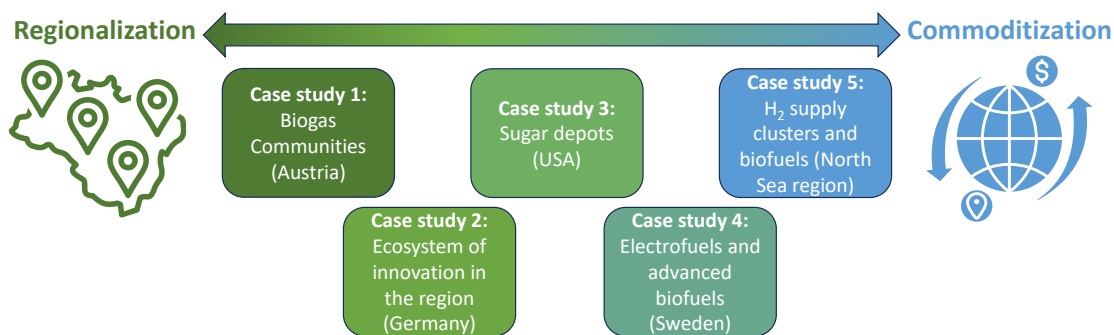 Regionalization
Commoditization
Case study 1:
Biogas
Communities
(Austria)
Case study 3:
Sugar depots
(USA)
Case study 5:
H₂ supply
clusters and
biofuels (North
Sea region)
$
Case study 2:
Ecosystem of
innovation in
the region
(Germany)
Case study 4:
Electrofuels and
advanced
biofuels
(Sweden)